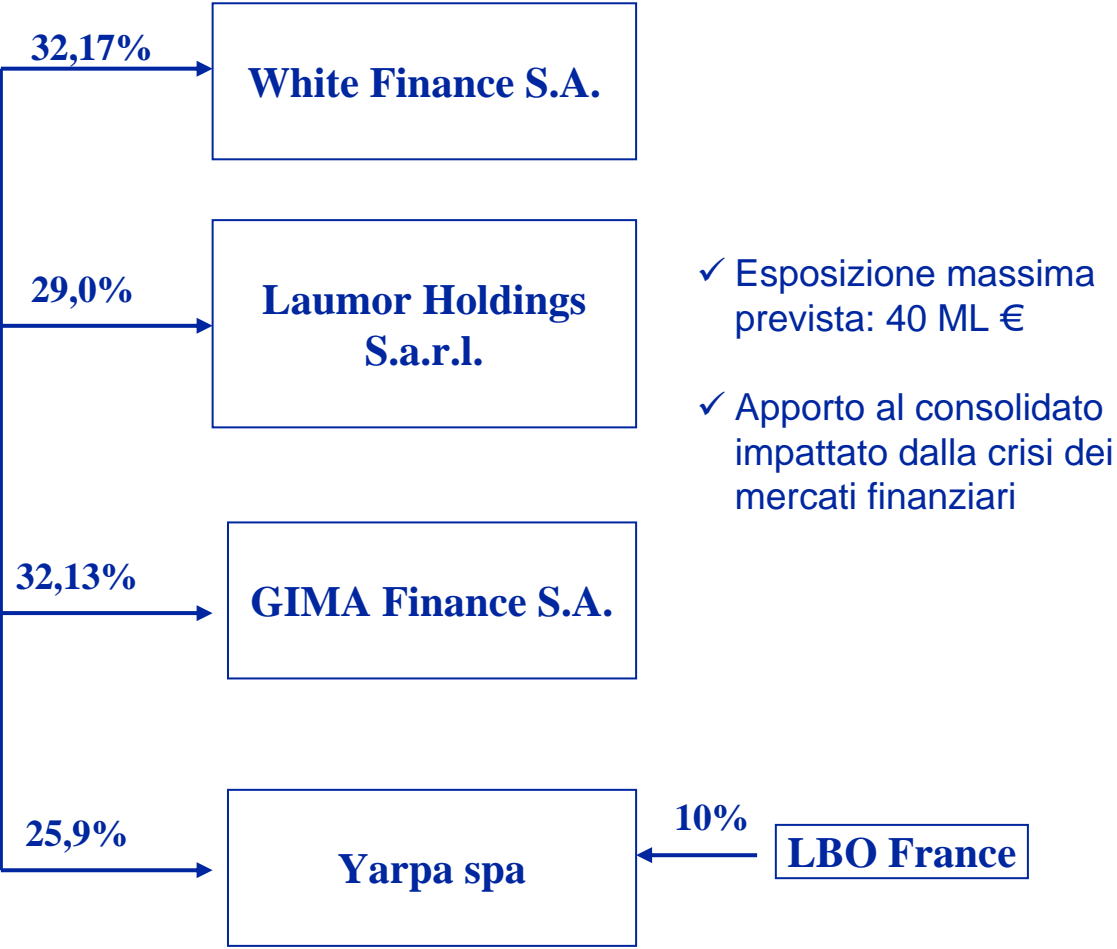 32,17%
White Finance S.A.
29,0%
Laumor Holdings
S.a.r.l.
✓ Esposizione massima
prevista: 40 ML €
✓ Apporto al consolidato
impattato dalla crisi dei
mercati finanziari
32,13%
GIMA Finance S.A.
25,9%
Yarpa spa
10%
LBO France